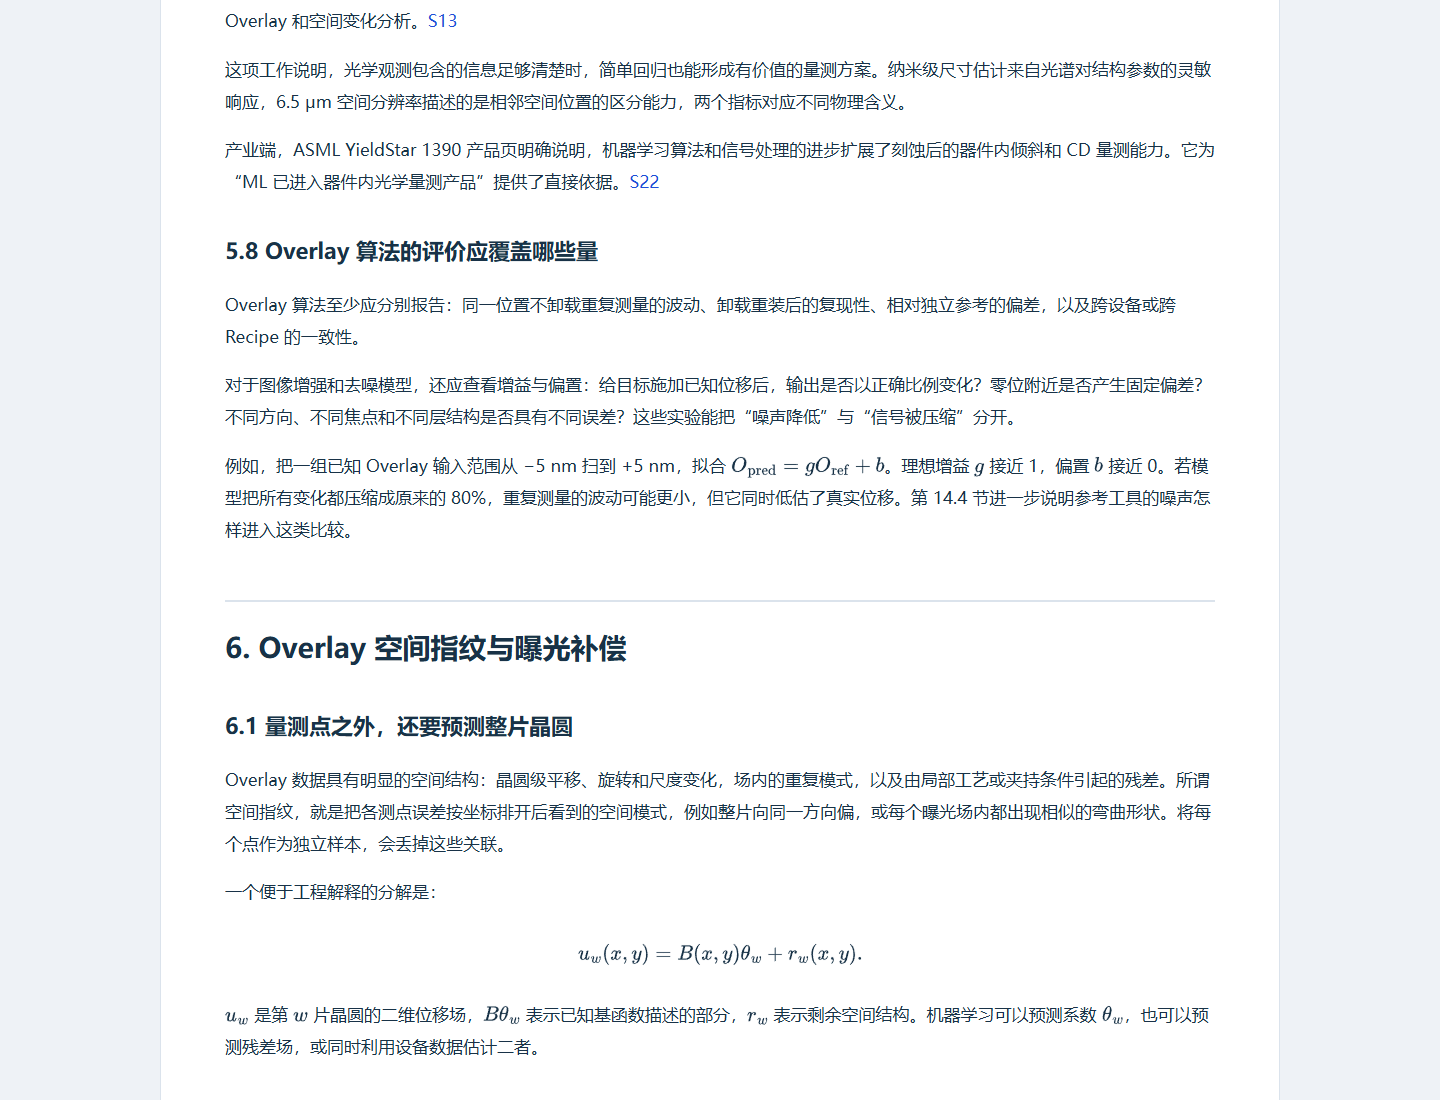 Overlay 和空间变化分析。S13
这项工作说明，光学观测包含的信息足够清楚时，简单回归也能形成有价值的量测方案。纳米级尺寸估计来自光谱对结构参数的灵敏
响应，6.5 μm 空间分辨率描述的是相邻空间位置的区分能力，两个指标对应不同物理含义。
产业端，ASML YieldStar 1390 产品页明确说明，机器学习算法和信号处理的进步扩展了刻蚀后的器件内倾斜和 CD 量测能力。它为
“ML 已进入器件内光学量测产品”提供了直接依据。S22
5.8 Overlay 算法的评价应覆盖哪些量
Overlay 算法至少应分别报告：同一位置不卸载重复测量的波动、卸载重装后的复现性、相对独立参考的偏差，以及跨设备或跨
Recipe 的一致性。
对于图像增强和去噪模型，还应查看增益与偏置：给目标施加已知位移后，输出是否以正确比例变化？零位附近是否产生固定偏差？
不同方向、不同焦点和不同层结构是否具有不同误差？这些实验能把“噪声降低”与“信号被压缩”分开。
例如，把一组已知 Overlay 输入范围从 −5 nm 扫到 +5 nm，拟合 O_pred = gO_ref + b。理想增益 g 接近 1，偏置 b 接近 0。若模
型把所有变化都压缩成原来的 80%，重复测量的波动可能更小，但它同时低估了真实位移。第 14.4 节进一步说明参考工具的噪声怎
样进入这类比较。
6. Overlay 空间指纹与曝光补偿
6.1 量测点之外，还要预测整片晶圆
Overlay 数据具有明显的空间结构：晶圆级平移、旋转和尺度变化，场内的重复模式，以及由局部工艺或夹持条件引起的残差。所谓
空间指纹，就是把各测点误差按坐标排开后看到的空间模式，例如整片向同一方向偏，或每个曝光场内都出现相似的弯曲形状。将每
个点作为独立样本，会丢掉这些关联。
一个便于工程解释的分解是：
u_w(x, y) = B(x, y)θ_w + r_w(x, y).
u_w 是第 w 片晶圆的二维位移场，Bθ_w 表示已知基函数描述的部分，r_w 表示剩余空间结构。机器学习可以预测系数 θ_w，也可以预
测残差场，或同时利用设备数据估计二者。